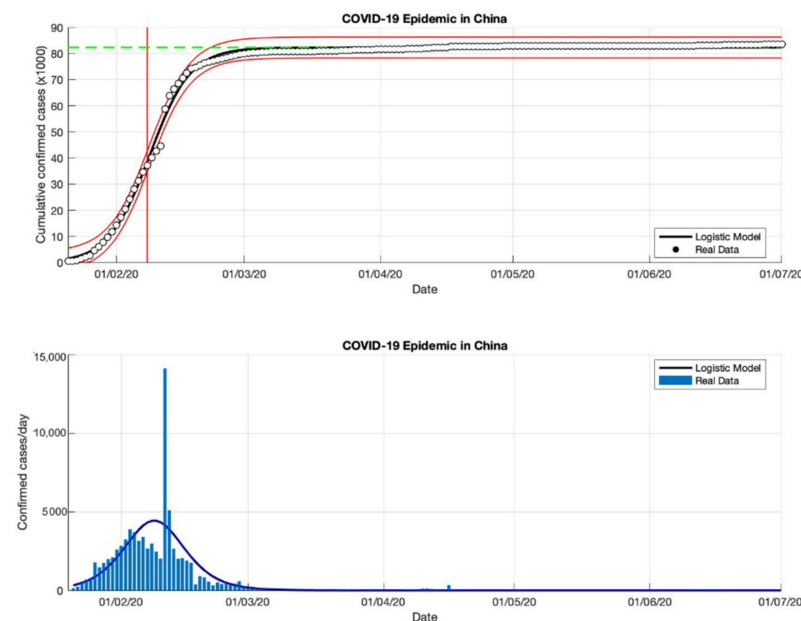 COVID-19 Epidemic in China
Cumulative confirmed cases (x1000)
90
80
70
60
50
40
30
20
10
0
01/02/20
01/03/20
01/04/20
01/05/20
01/06/20
01/07/20
Date
Logistic Model
Real Data
COVID-19 Epidemic in China
Confirmed cases/day
15,000
10,000
5000
0
01/02/20
01/03/20
01/04/20
01/05/20
01/06/20
01/07/20
Date
Logistic Model
Real Data